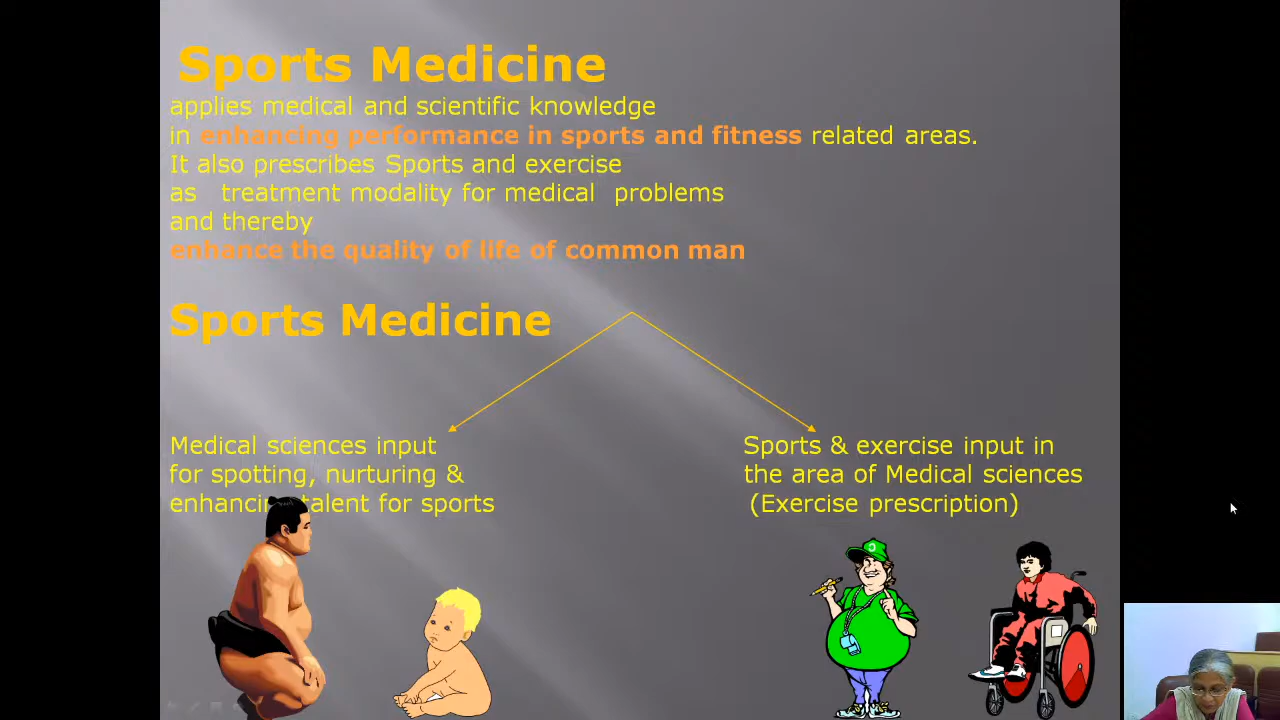 Sports Medicine
applies medical and scientific knowledge
in enhancing performance in sports and fitness related areas.
It also prescribes Sports and exercise
as treatment modality for medical problems
and thereby
enhance the quality of life of common man
Sports Medicine
Medical sciences input
for spotting, nurturing &
enhancing talent for sports
Sports & exercise input in
the area of Medical sciences
(Exercise prescription)